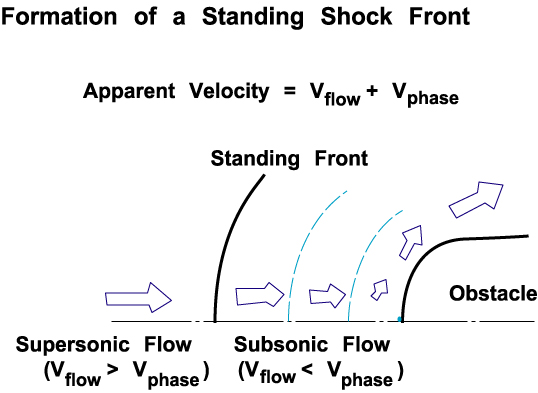 Formation of a Standing Shock Front
Apparent Velocity = Vflow + Vphase
Standing Front
Obstacle
Supersonic Flow
(Vflow > Vphase)
Subsonic Flow
(Vflow < Vphase)